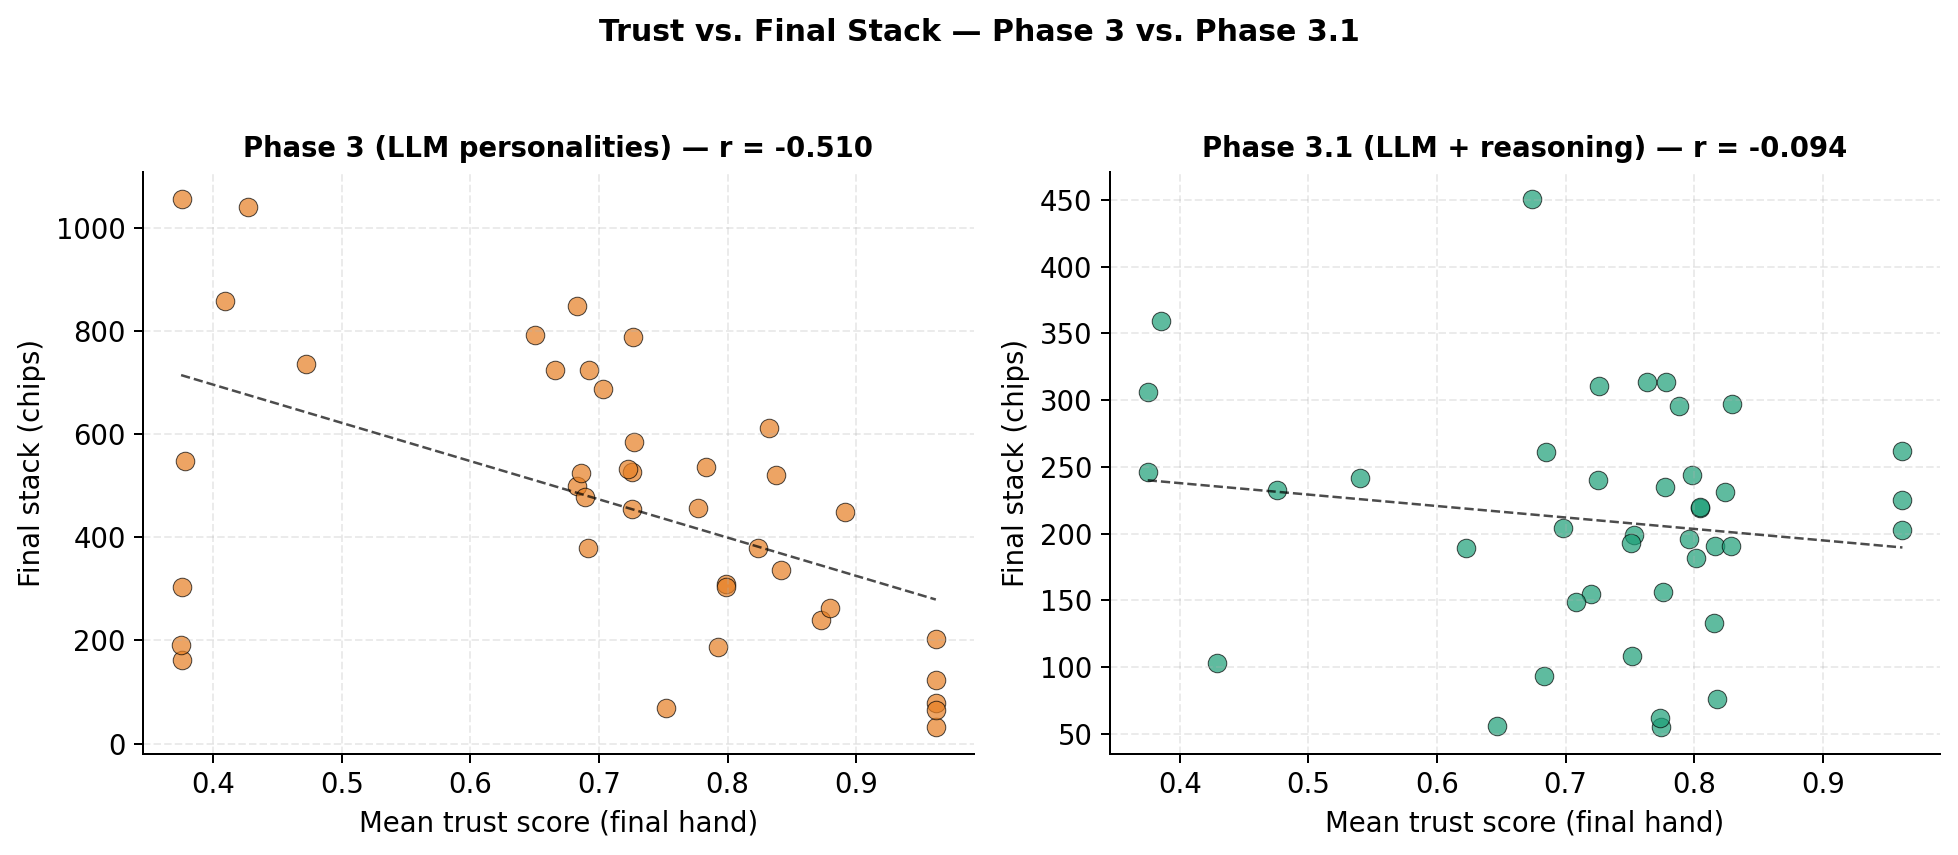 Trust vs. Final Stack — Phase 3 vs. Phase 3.1
Phase 3 (LLM personalities) — r = -0.510
1000
800
600
400
200
0
Final stack (chips)
0.4 0.5 0.6 0.7 0.8 0.9
Mean trust score (final hand)
Phase 3.1 (LLM + reasoning) — r = -0.094
450
400
350
300
250
200
150
100
50
Final stack (chips)
0.4 0.5 0.6 0.7 0.8 0.9
Mean trust score (final hand)